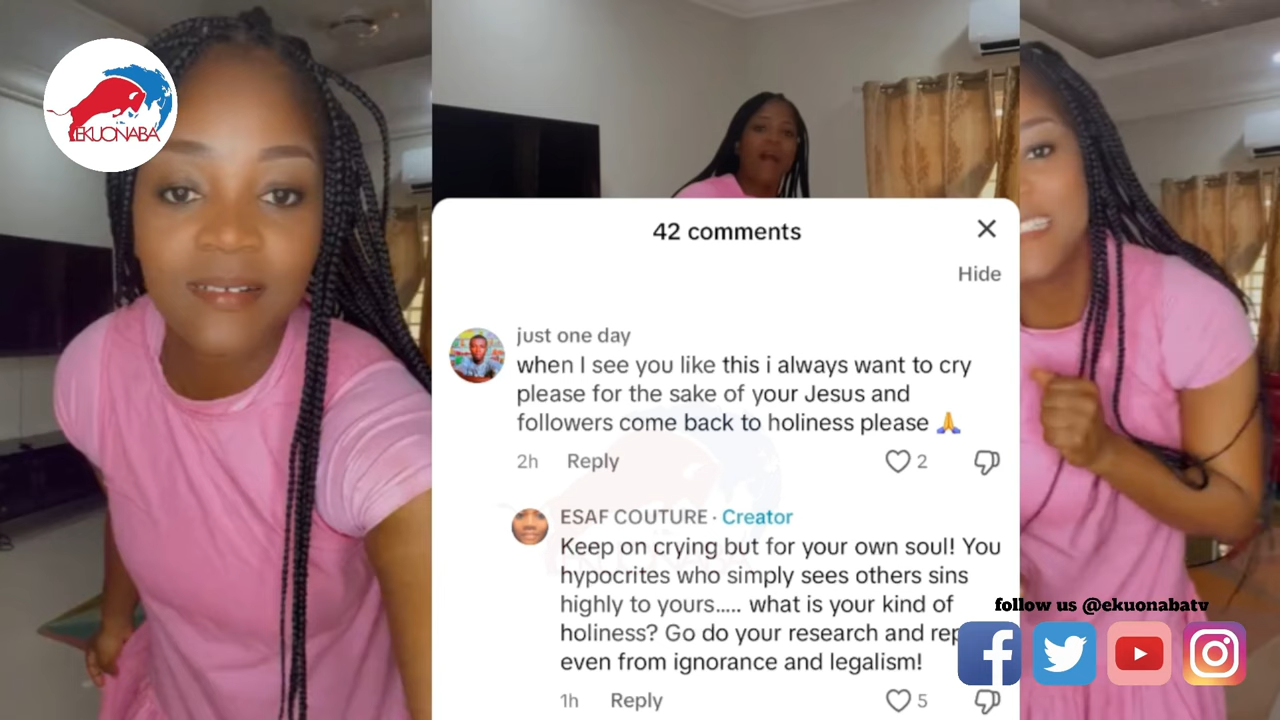 EKUONABA
42 comments
Hide
just one day
when I see you like this i always want to cry
please for the sake of your Jesus and
followers come back to holiness please 🙏
2h Reply 2
ESAF COUTURE · Creator
Keep on crying but for your own soul! You
hypocrites who simply sees others sins
highly to yours..... what is your kind of
holiness? Go do your research and rep
even from ignorance and legalism!
1h Reply 5
follow us @ekuonabatv